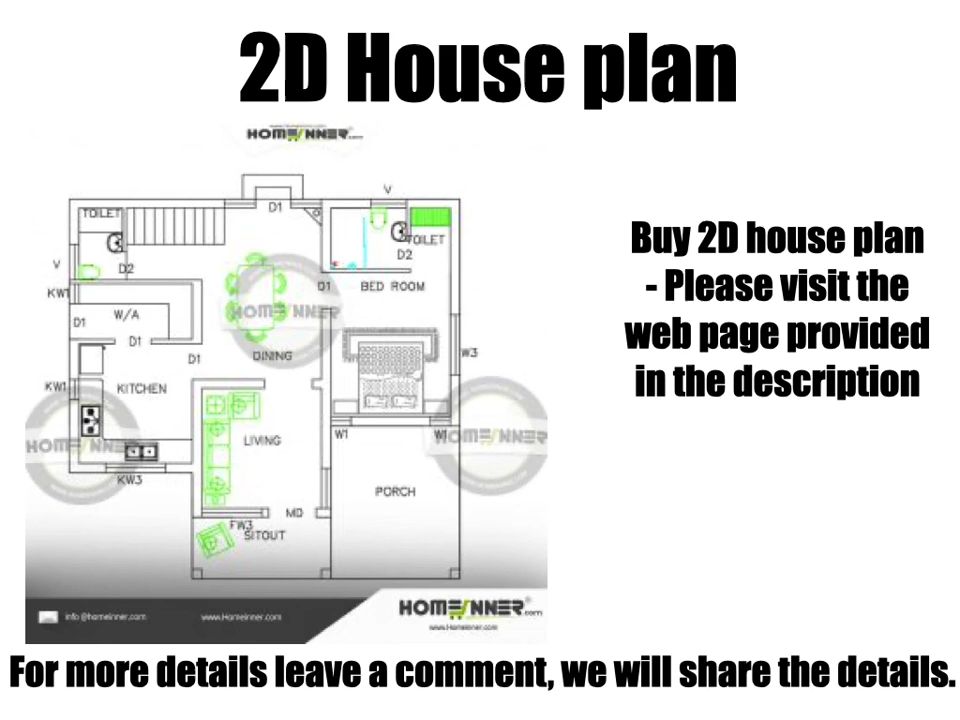 2D House plan
HOMEINNER.com
V
TOILET
D1
TOILET
D2
V
D2
KW1
D1
BED ROOM
W/A
D1
HOMEINNER
D1
D1
DINING
W3
KW1
KITCHEN
HOMEINNER
LIVING
W1
W1
HOMEINNER
KW3
PORCH
MD
FW3
SITOUT
info @homeinner.com
www.Homeinner.com
HOMEINNER.com
www.Homeinner.com
Buy 2D house plan
- Please visit the
web page provided
in the description
For more details leave a comment, we will share the details.